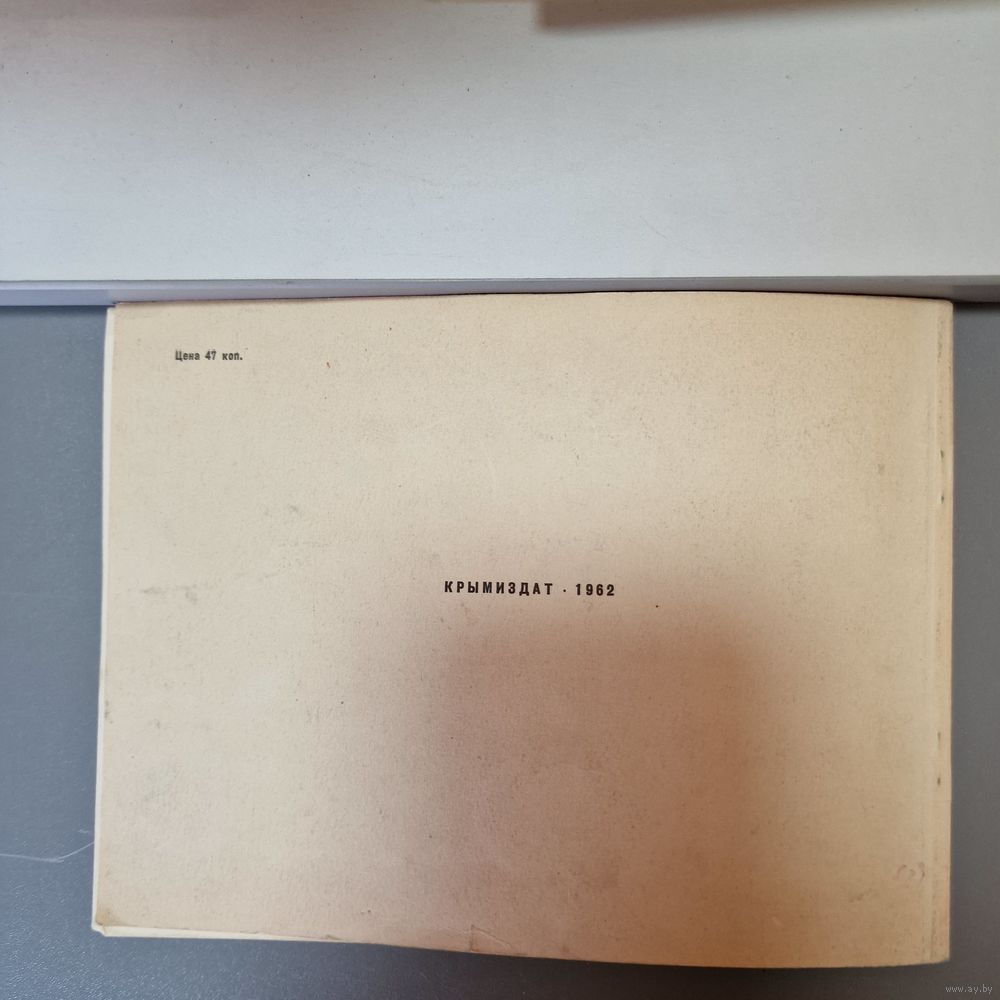 Цена 47 коп.
КРЫМИЗДАТ · 1962
www.ay.by